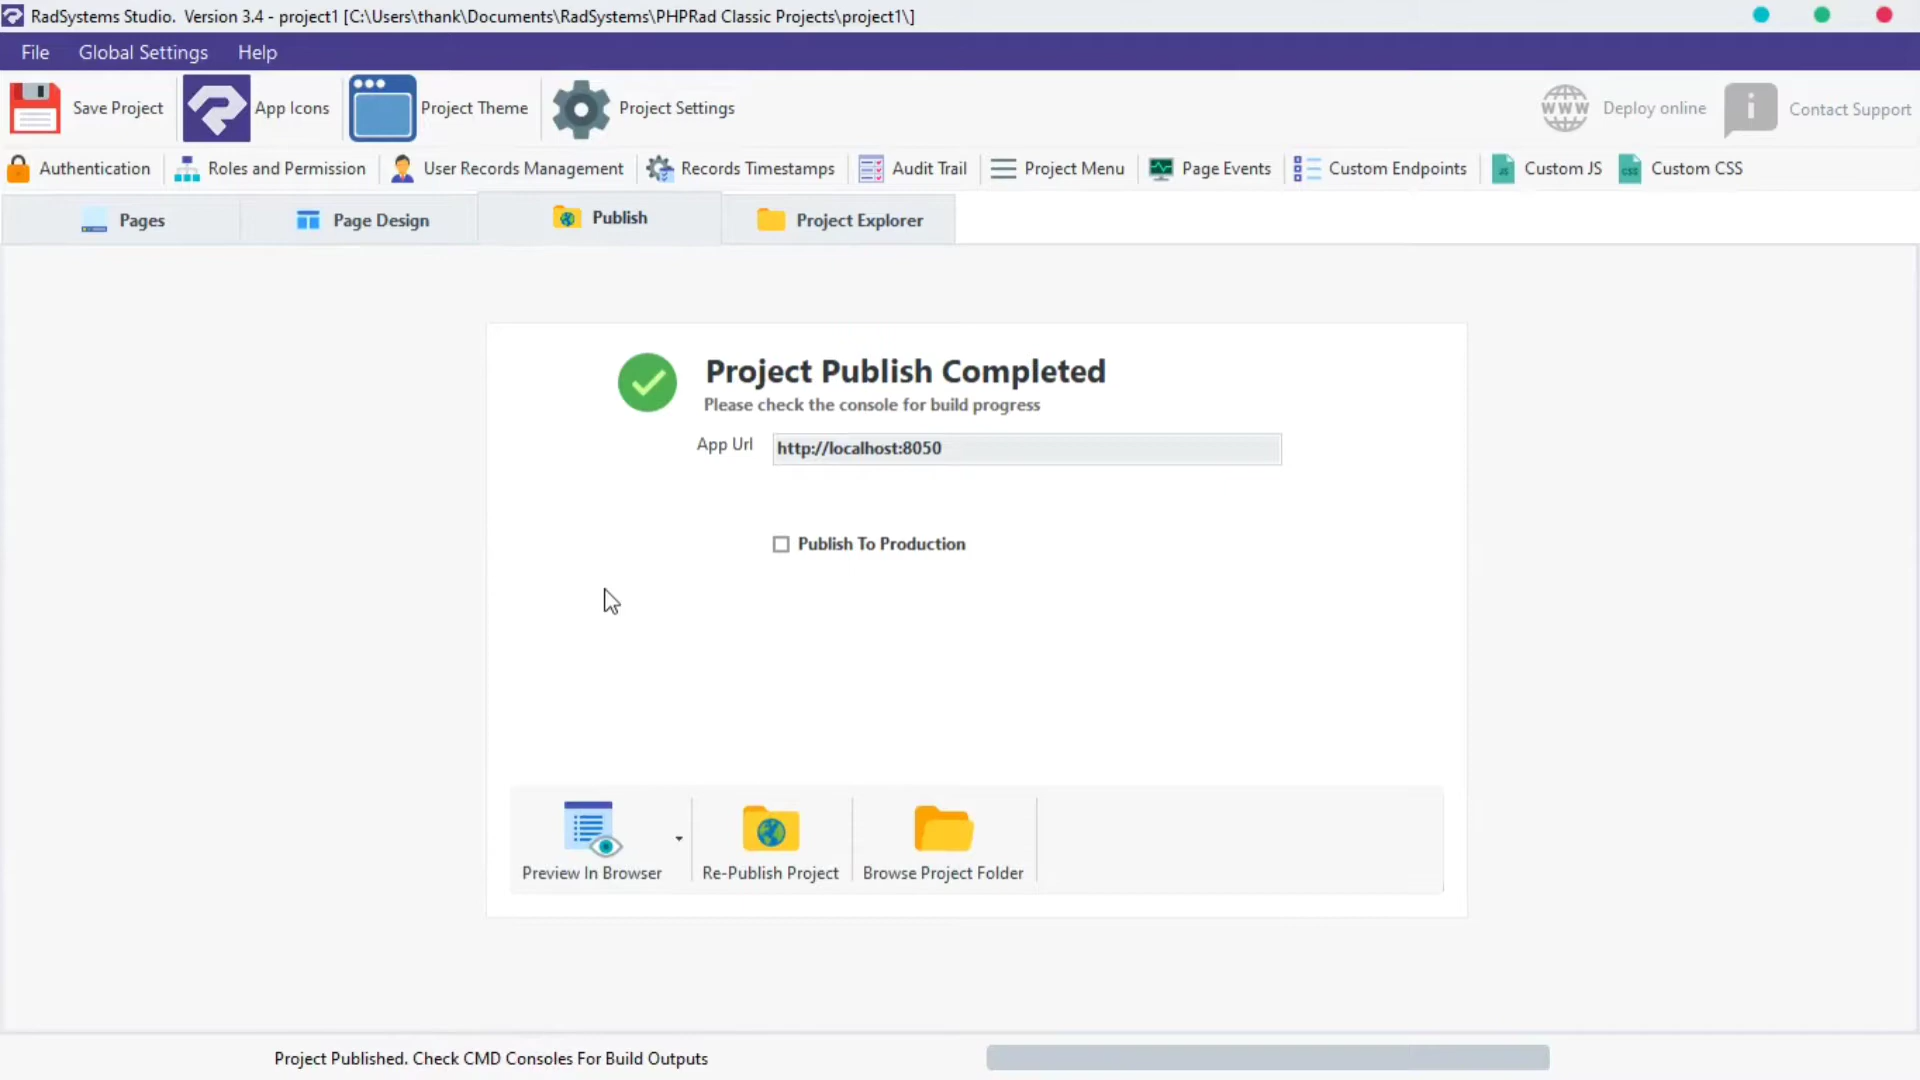 RadSystems Studio. Version 3.4 - project1 [C:\Users\thank\Documents\RadSystems\PHPRad Classic Projects\project1\]
File Global Settings Help
Save Project App Icons Project Theme Project Settings Deploy online Contact Support
Authentication Roles and Permission User Records Management Records Timestamps Audit Trail Project Menu Page Events Custom Endpoints Custom JS Custom CSS
Pages Page Design Publish Project Explorer
Project Publish Completed
Please check the console for build progress
App Url http://localhost:8050
Publish To Production
Preview In Browser Re-Publish Project Browse Project Folder
Project Published. Check CMD Consoles For Build Outputs